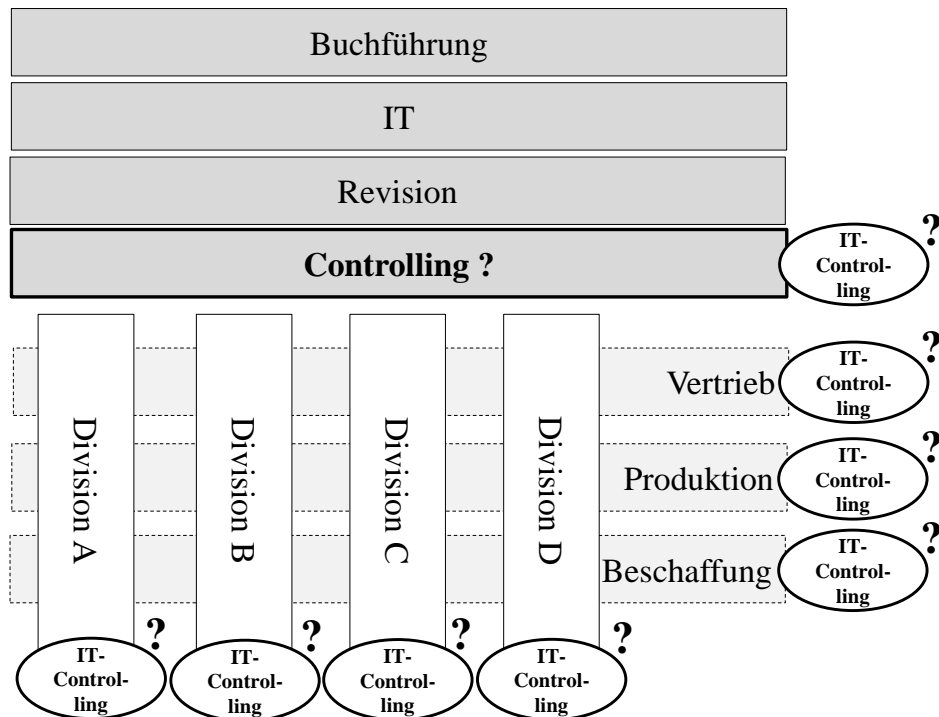 Buchführung
IT
Revision
Controlling ?
IT-
Control-
ling
?
Vertrieb
IT-
Control-
ling
?
Produktion
IT-
Control-
ling
?
Beschaffung
IT-
Control-
ling
?
Division A
Division B
Division C
Division D
IT-
Control-
ling
?
IT-
Control-
ling
?
IT-
Control-
ling
?
IT-
Control-
ling
?